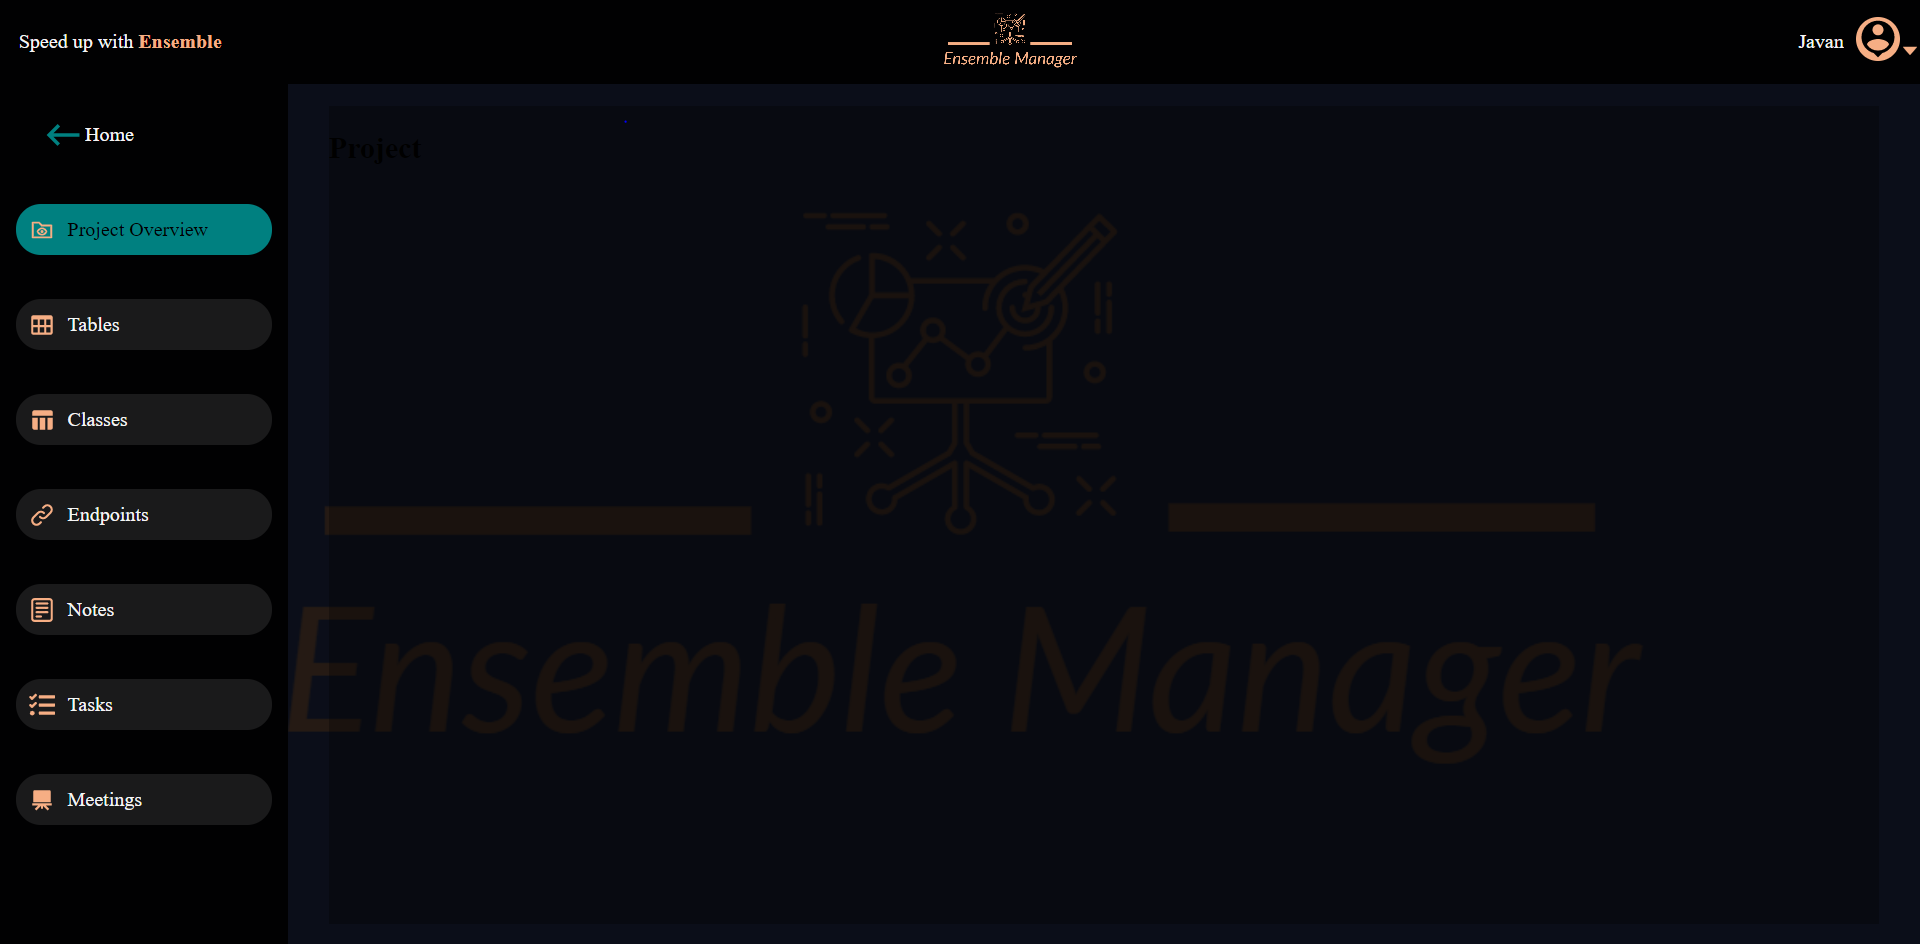 Speed up with Ensemble
Ensemble Manager
Javan
Home
Project Overview
Tables
Classes
Endpoints
Notes
Tasks
Meetings
Project
Ensemble Manager